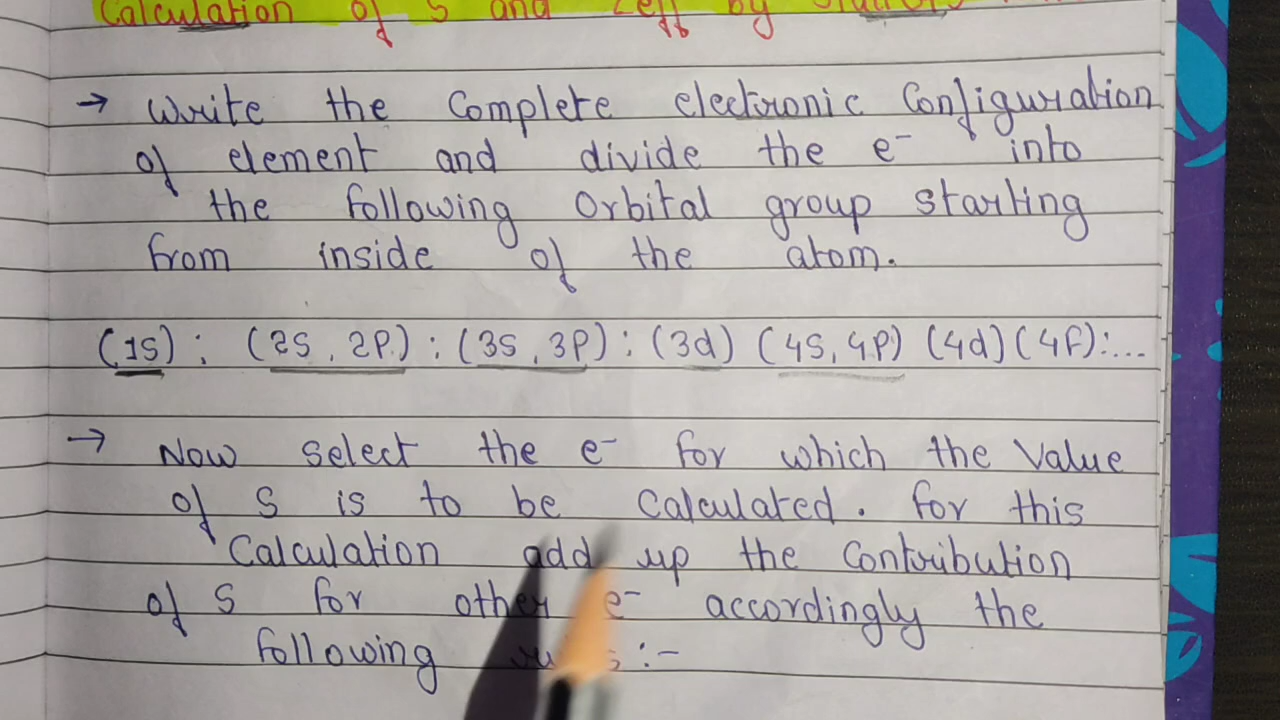 Calculation of S and Zeff by Slater's
→ Write the Complete electronic Configuration
of element and divide the e⁻ into
the following Orbital group starting
from inside of the atom.
(1s) : (2s, 2p) : (3s, 3p) : (3d) (4s, 4p) (4d) (4f) :...
→ Now select the e⁻ for which the Value
of S is to be Calculated. For this
Calculation add up the Contribution
of S for other e⁻ accordingly the
following :-